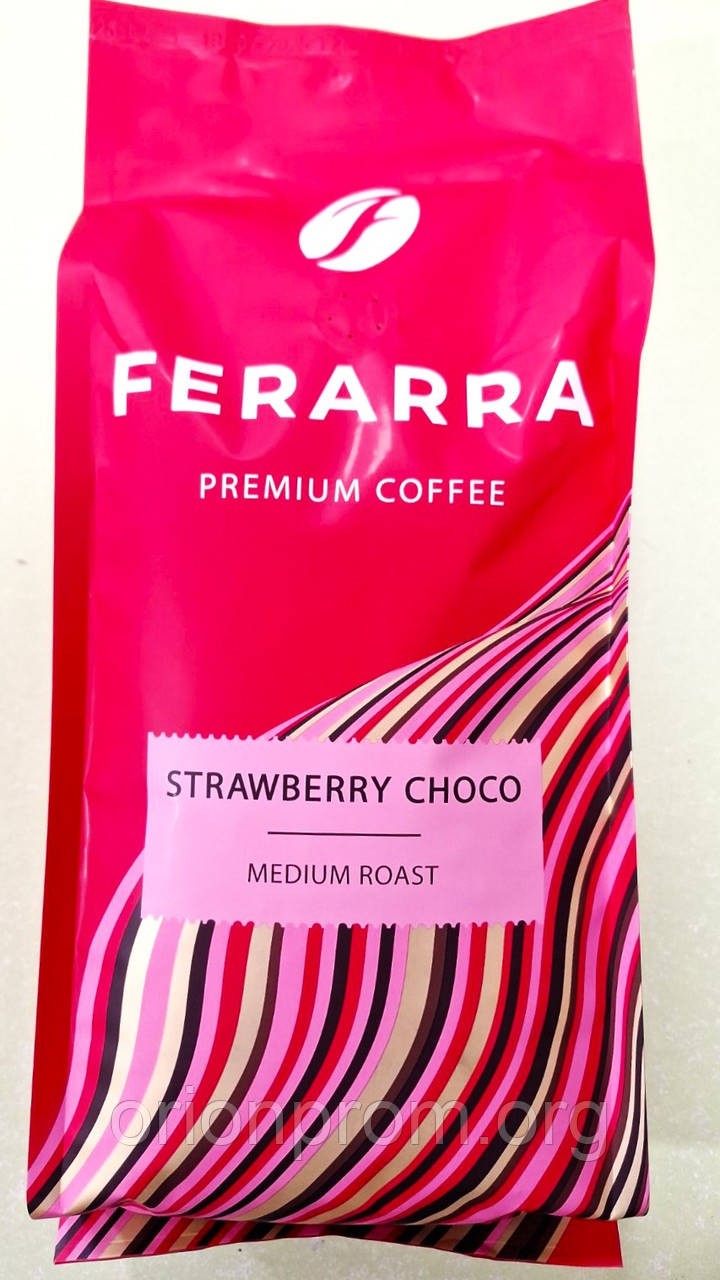 FERARRA
PREMIUM COFFEE
STRAWBERRY CHOCO
MEDIUM ROAST
orionprom.org